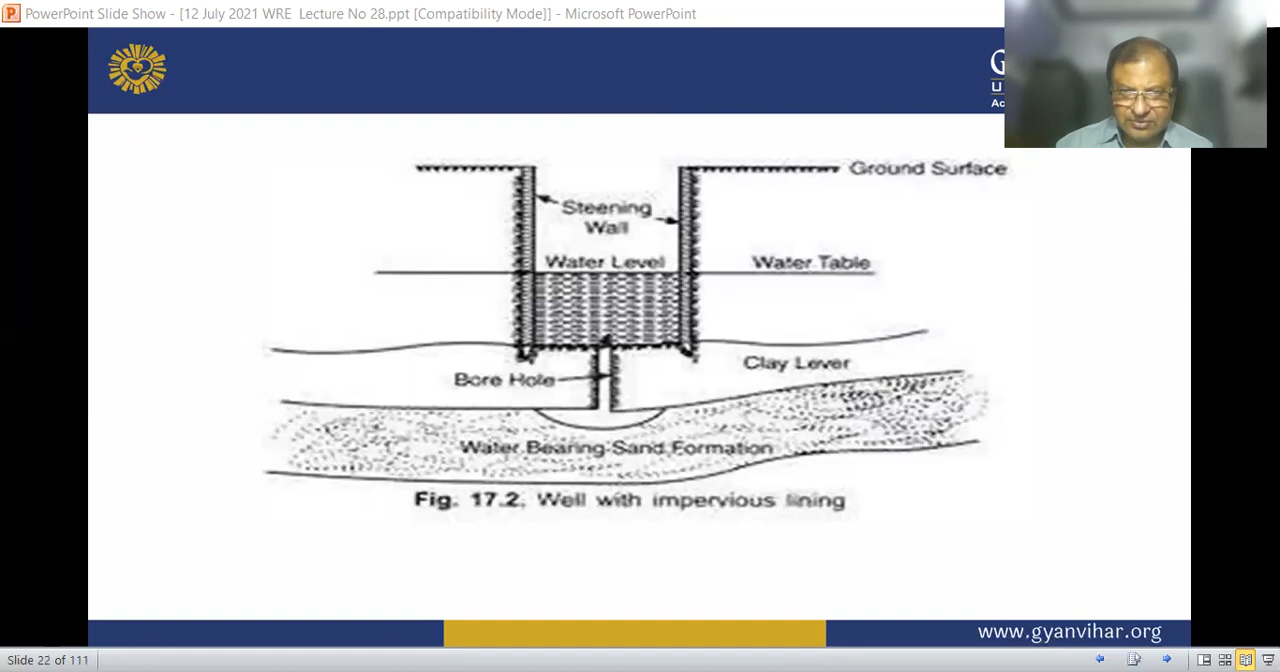 PowerPoint Slide Show - [12 July 2021 WRE Lecture No 28.ppt [Compatibility Mode]] - Microsoft PowerPoint
G
U
Ac
Ground Surface
Steening
Wall
Water Level
Water Table
Clay Lever
Bore Hole
Water Bearing Sand Formation
Fig. 17.2. Well with impervious lining
www.gyanvihar.org
Slide 22 of 111